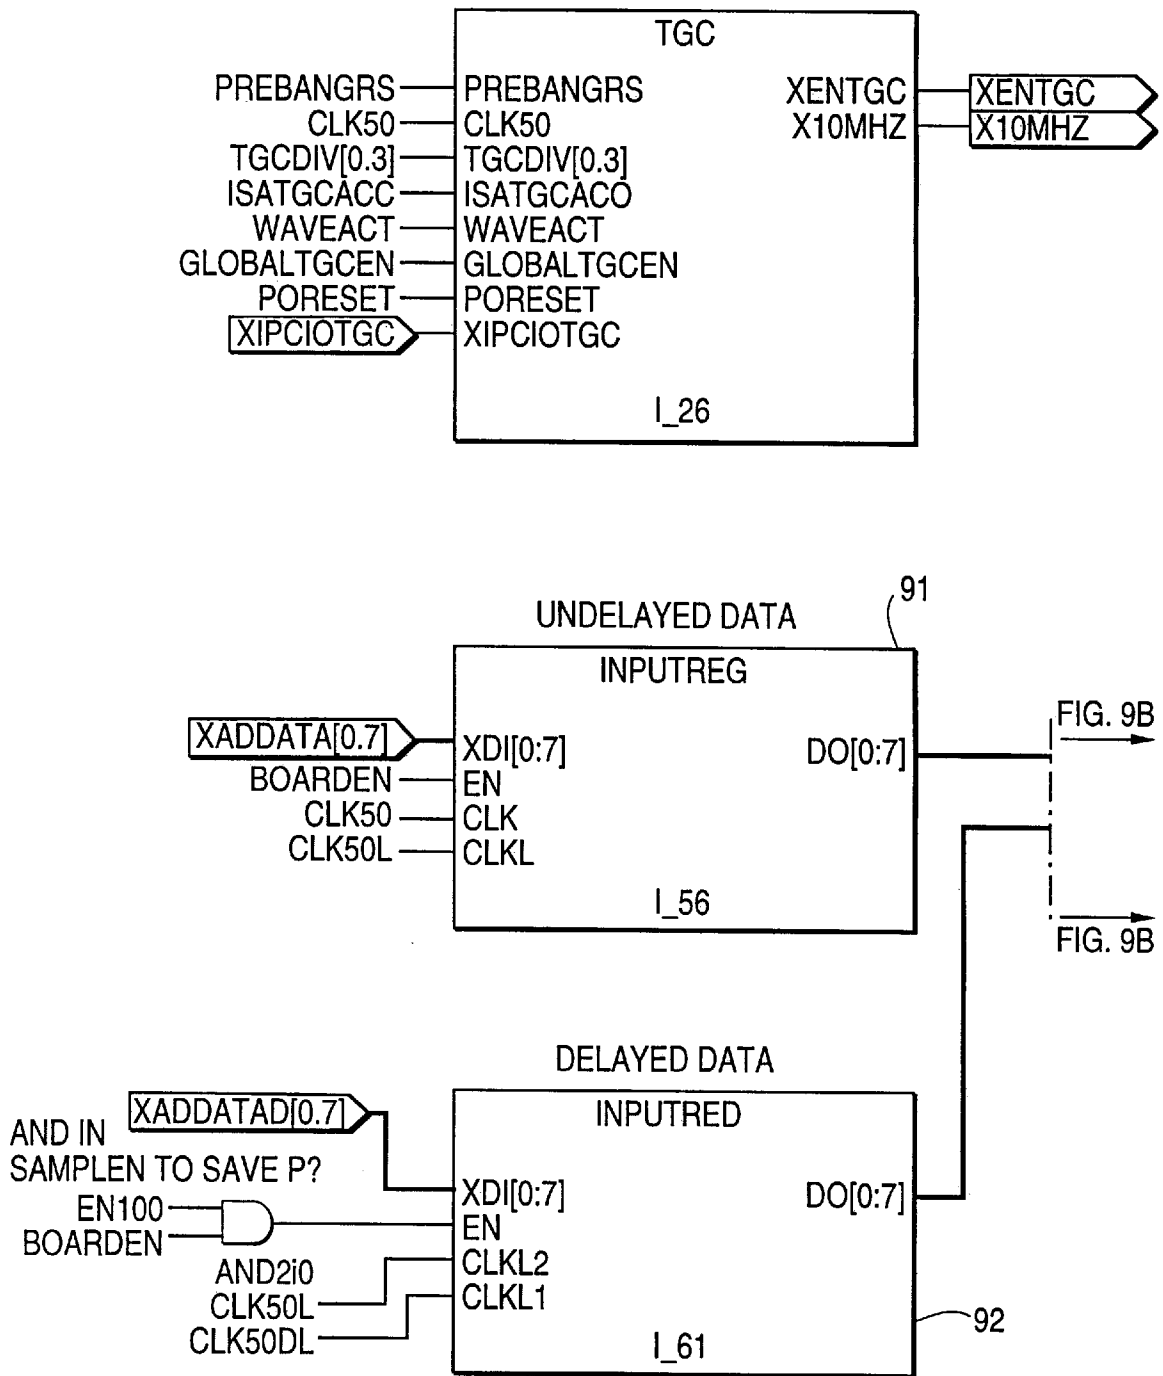 TGC
PREBANGRS PREBANGRS XENTGC XENTGC
CLK50 CLK50 X10MHZ X10MHZ
TGCDIV[0.3] TGCDIV[0.3]
ISATGCACC ISATGCACO
WAVEACT WAVEACT
GLOBALTGCEN GLOBALTGCEN
PORESET PORESET
XIPCIOTGC XIPCIOTGC
I_26
91
UNDELAYED DATA
INPUTREG
FIG. 9B
XADDATA[0.7] XDI[0:7] DO[0:7]
BOARDEN EN
CLK50 CLK
CLK50L CLKL
I_56
FIG. 9B
DELAYED DATA
XADDATAD[0.7] INPUTRED
AND IN
SAMPLEN TO SAVE P?
XDI[0:7] DO[0:7]
EN100 EN
BOARDEN
AND2i0 CLKL2
CLK50L CLKL1
CLK50DL
92
I_61